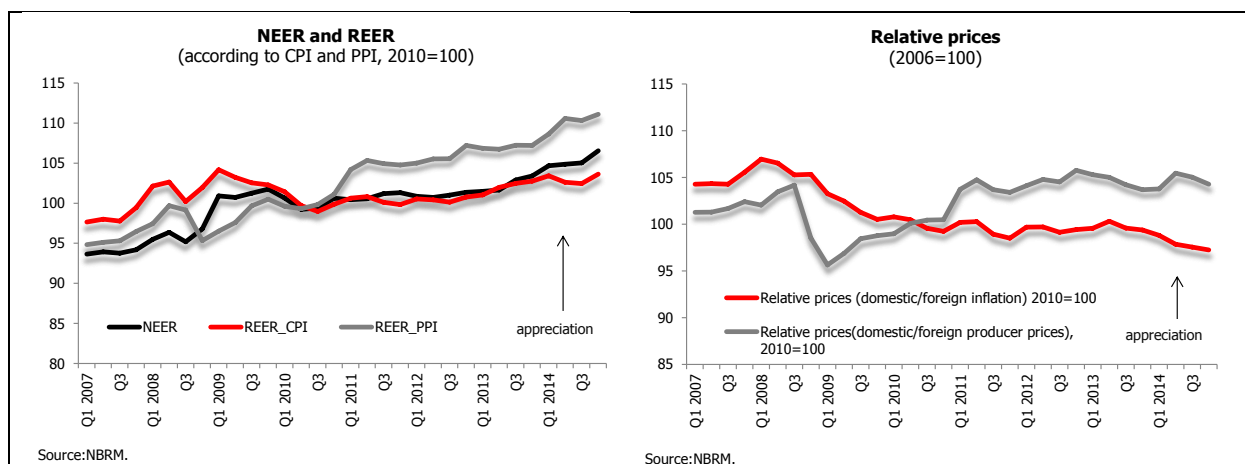 NEER and REER
(according to CPI and PPI, 2010=100)
115
110
105
100
95
90
85
80
NEER
REER_CPI
REER_PPI
appreciation
Q1 2007
Q3
Q1 2008
Q3
Q1 2009
Q3
Q1 2010
Q3
Q1 2011
Q3
Q1 2012
Q3
Q1 2013
Q3
Q1 2014
Q3
Source:NBRM.
Relative prices
(2006=100)
115
110
105
100
95
90
85
Relative prices (domestic/foreign inflation) 2010=100
Relative prices(domestic/foreign producer prices),
2010=100
appreciation
Q1 2007
Q3
Q1 2008
Q3
Q1 2009
Q3
Q1 2010
Q3
Q1 2011
Q3
Q1 2012
Q3
Q1 2013
Q3
Q1 2014
Q3
Source:NBRM.